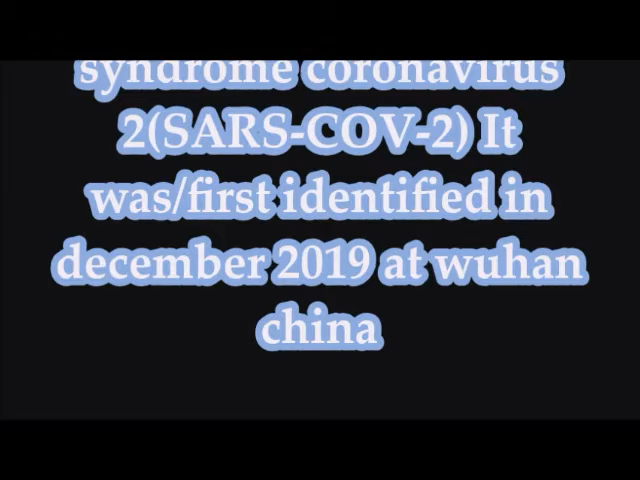 syndrome coronavirus
2(SARS-COV-2) It
was/first identified in
december 2019 at wuhan
china